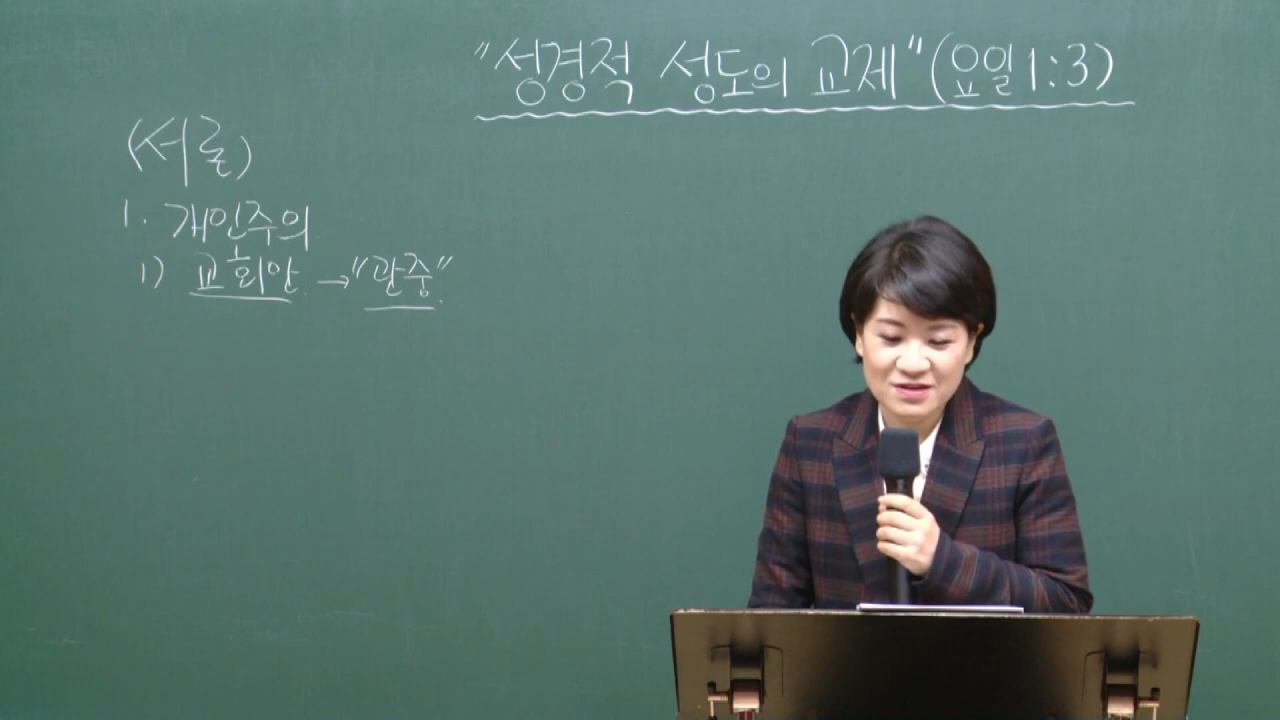 "성경적 성도의 교제"(요일1:3)
(서론)
1. 개인주의
1) 교회안 →"관중"